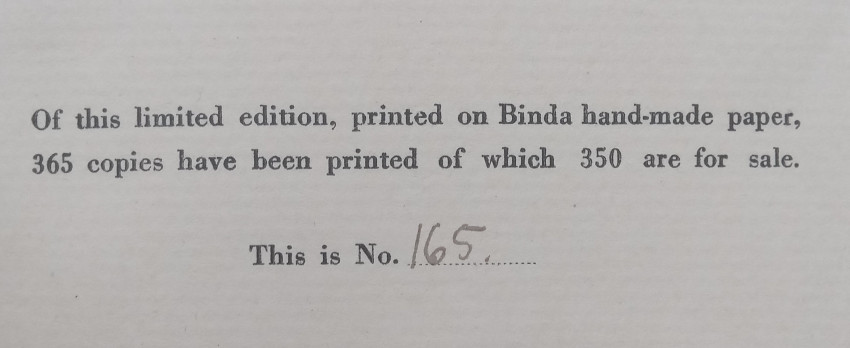 Of this limited edition, printed on Binda hand-made paper,
365 copies have been printed of which 350 are for sale.
This is No. 165.